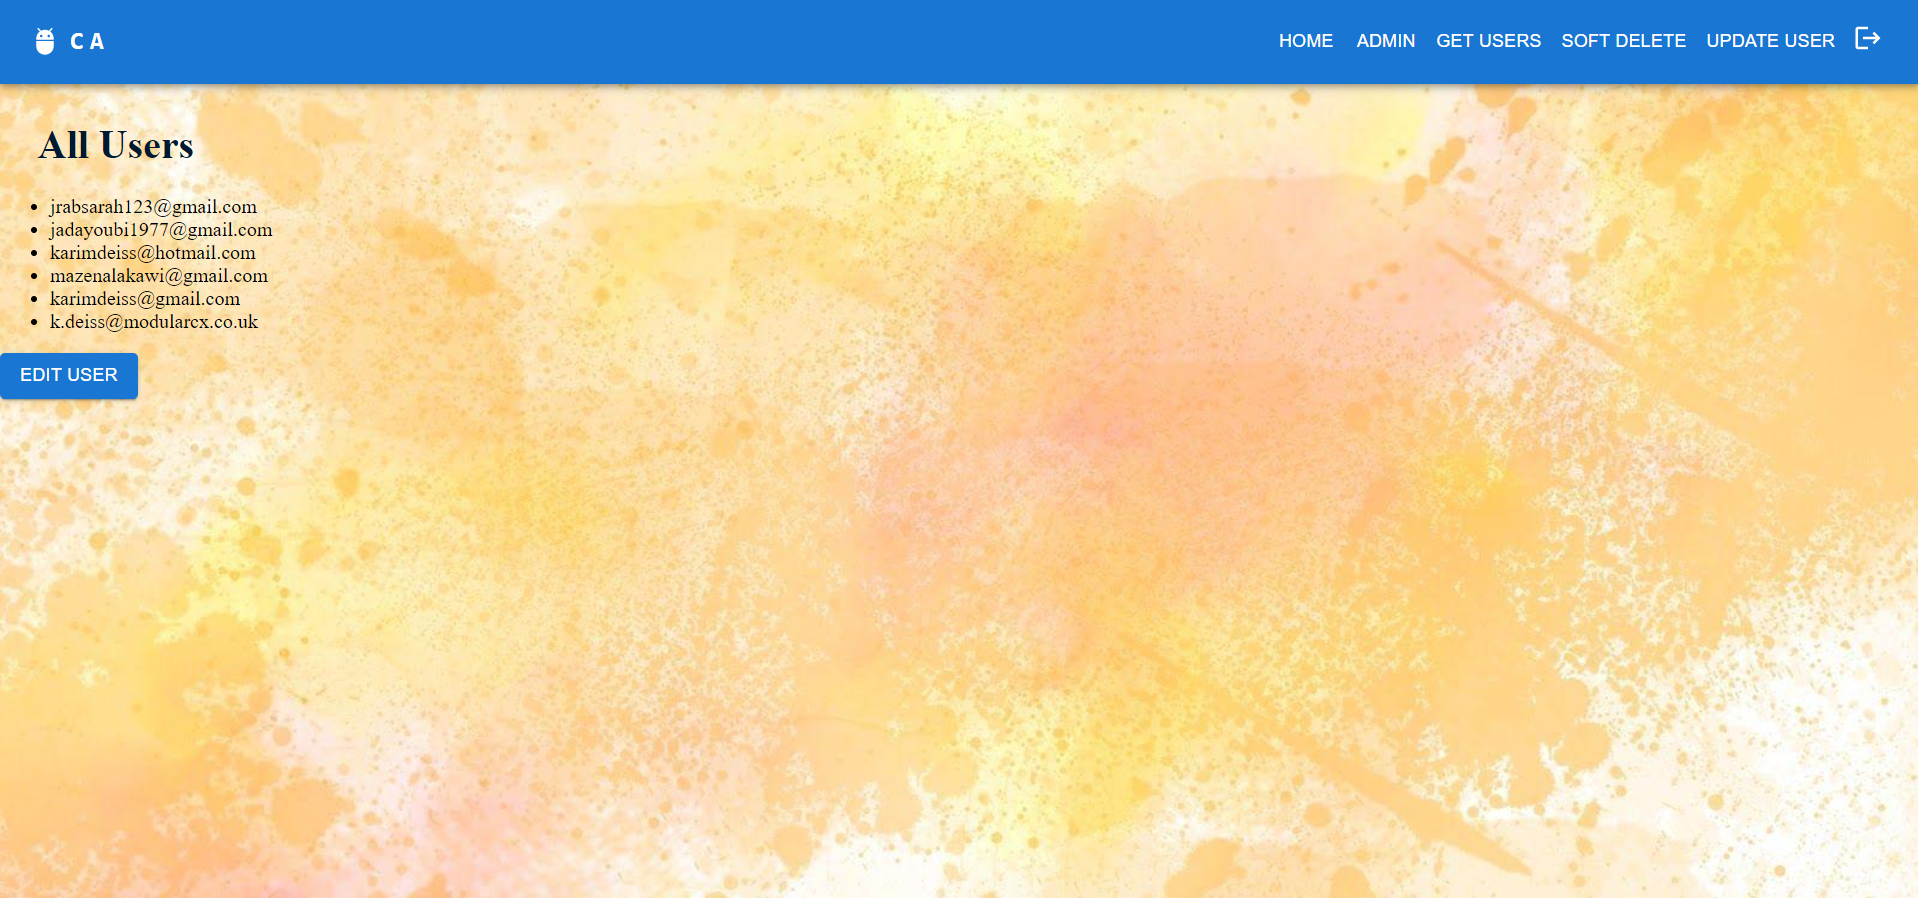 C A
HOME ADMIN GET USERS SOFT DELETE UPDATE USER
All Users
jrabsarah123@gmail.com
jadayoubi1977@gmail.com
karimdeiss@hotmail.com
mazenalakawi@gmail.com
karimdeiss@gmail.com
k.deiss@modularcx.co.uk
EDIT USER